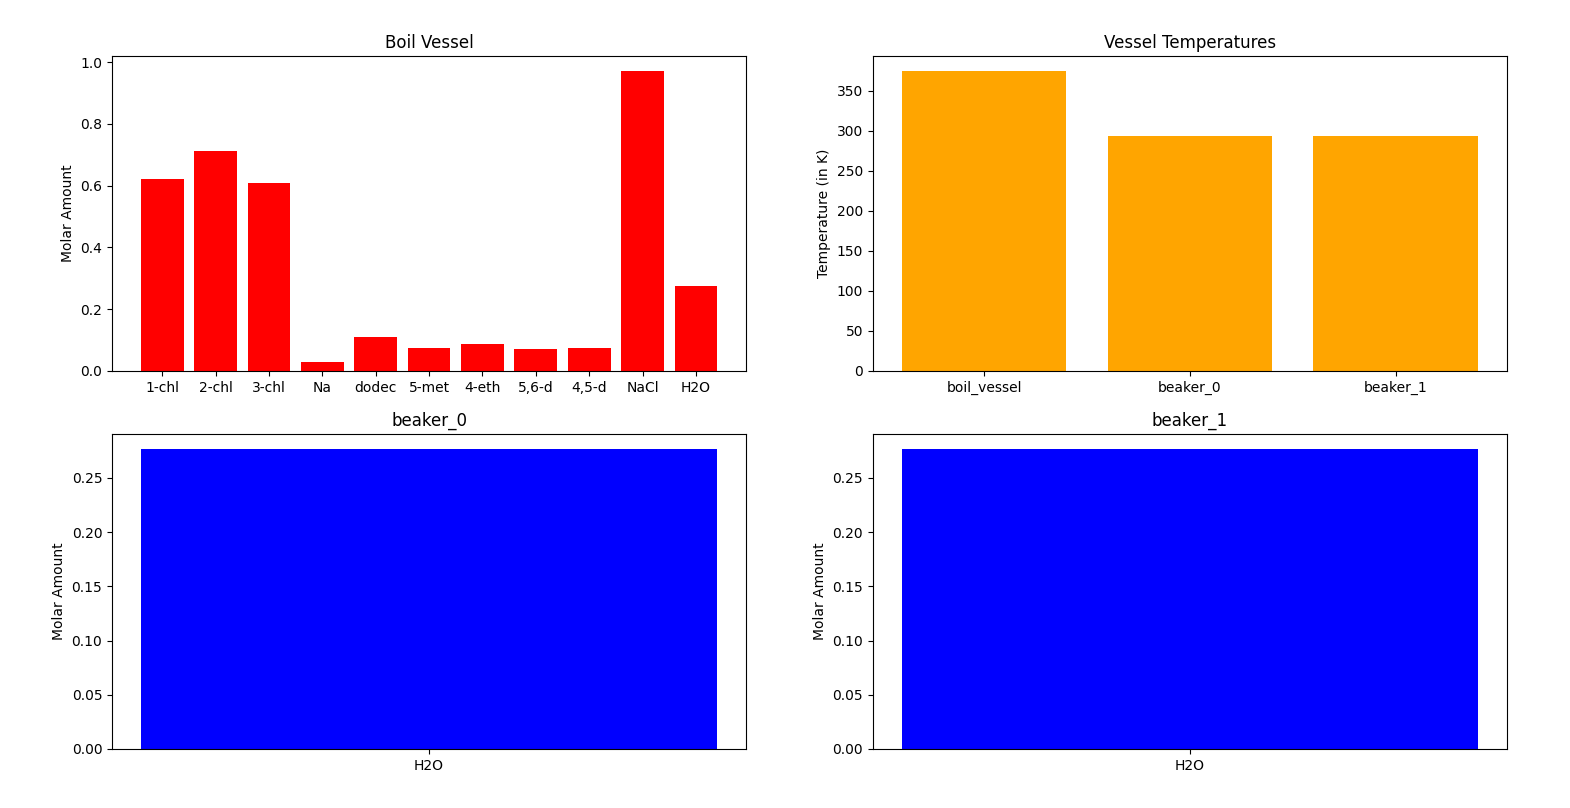 Boil Vessel
Molar Amount
1.0
0.8
0.6
0.4
0.2
0.0
1-chl 2-chl 3-chl Na dodec 5-met 4-eth 5,6-d 4,5-d NaCl H2O
Vessel Temperatures
Temperature (in K)
350
300
250
200
150
100
50
0
boil_vessel beaker_0 beaker_1
beaker_0
Molar Amount
0.25
0.20
0.15
0.10
0.05
0.00
H2O
beaker_1
Molar Amount
0.25
0.20
0.15
0.10
0.05
0.00
H2O